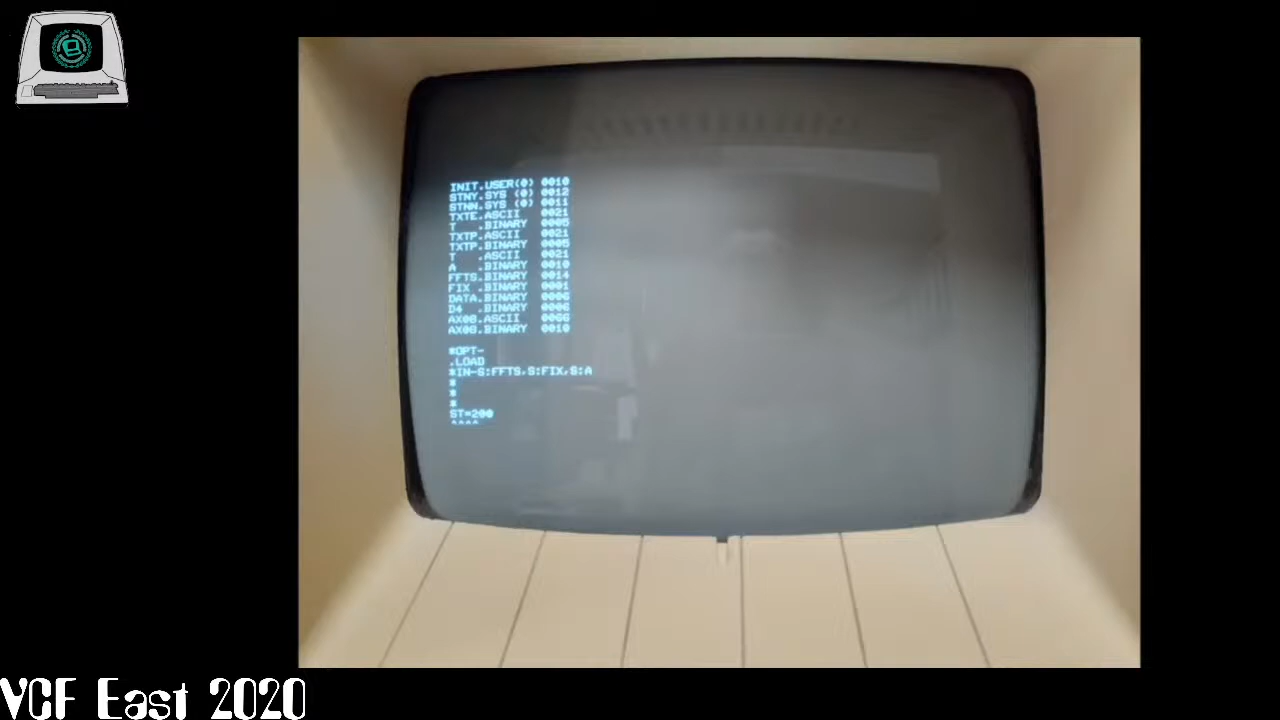 INIT.USER(0) 0010
STNY.SYS (0) 0012
STNN.SYS (0) 0011
TXTE.ASCII 0021
T .BINARY 0005
TXTP.ASCII 0021
TXTP.BINARY 0005
T .ASCII 0021
A .BINARY 0010
FFTS.BINARY 0014
FIX .BINARY 0001
DATA.BINARY 0006
D4 .BINARY 0006
AX08.ASCII 0066
AX08.BINARY 0010
*OPT-
.LOAD
*IN-S:FFTS,S:FIX,S:A
*
*
*
ST=200
^^^^
VCF East 2020